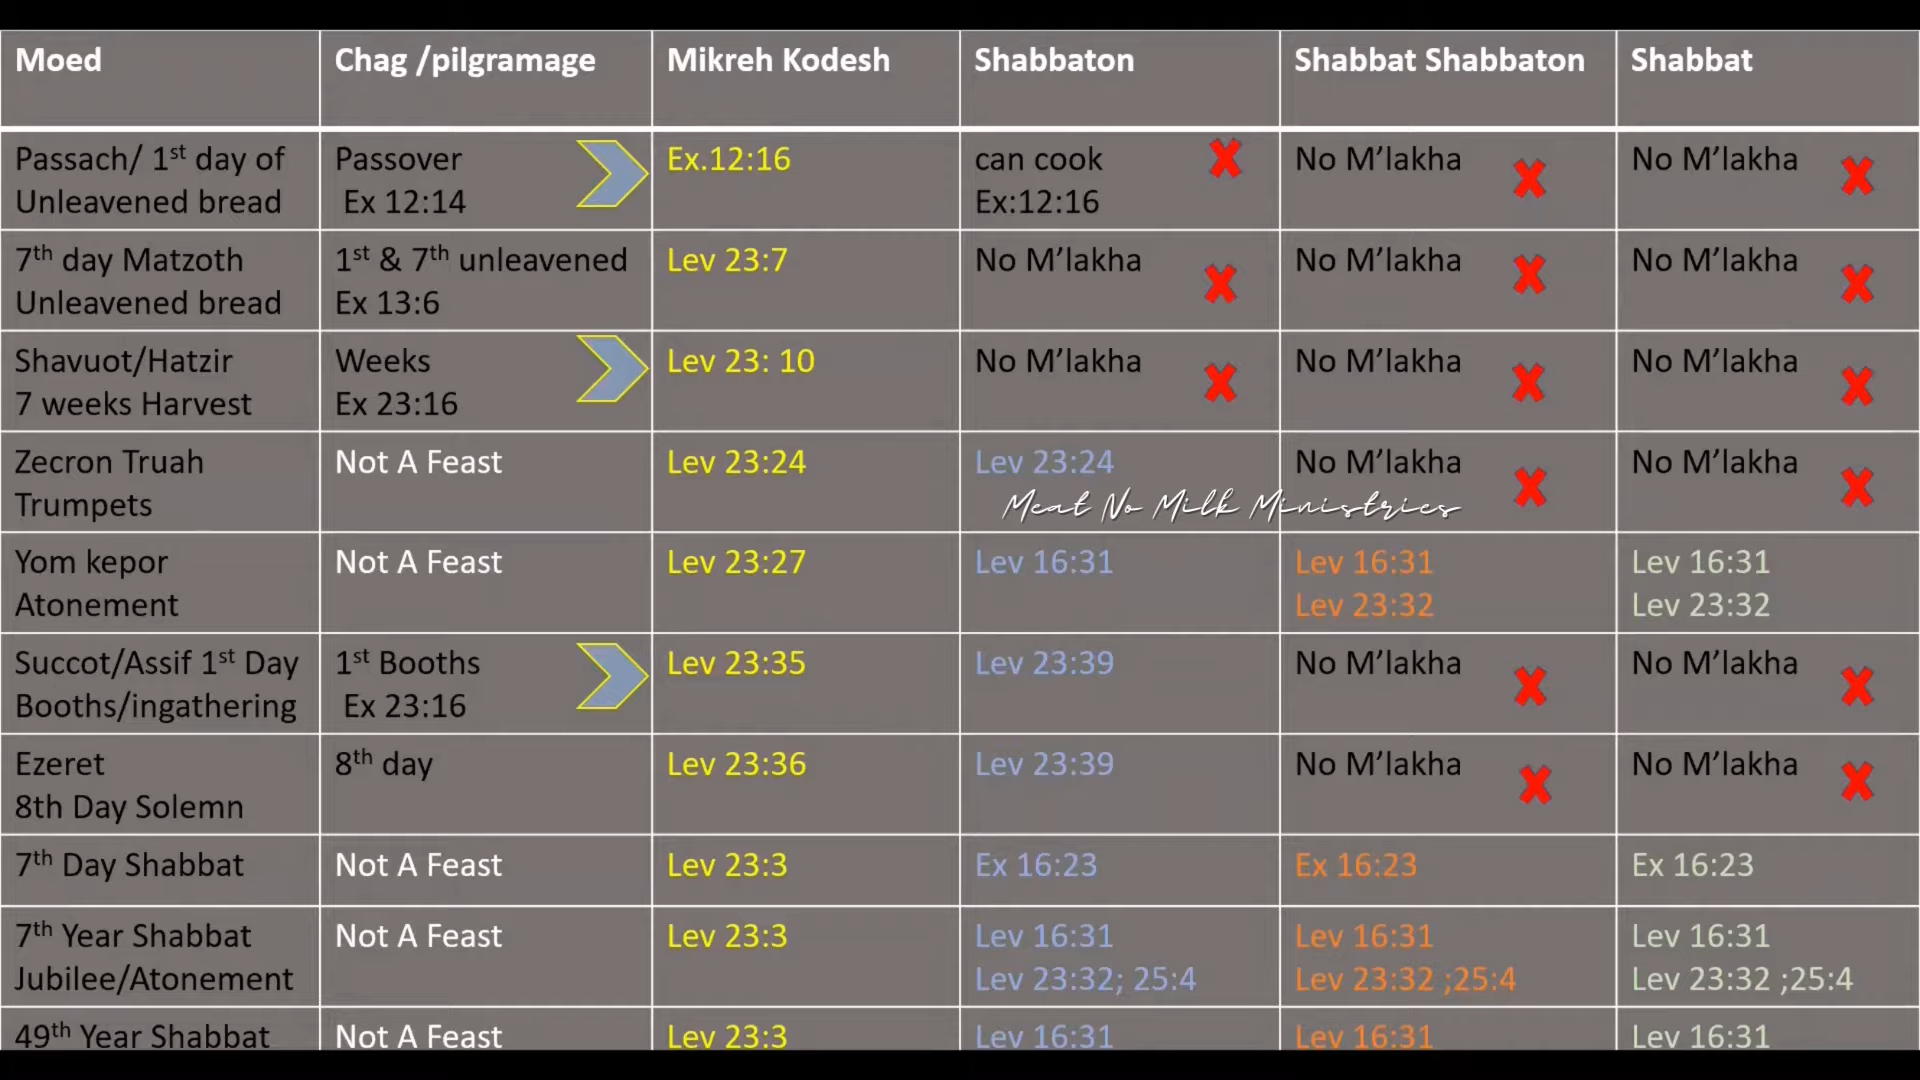 Moed Chag /pilgramage Mikreh Kodesh Shabbaton Shabbat Shabbaton Shabbat
Passach/ 1st day of Passover Ex.12:16 can cook No M'lakha No M'lakha
Unleavened bread Ex 12:14 Ex:12:16
7th day Matzoth 1st & 7th unleavened Lev 23:7 No M'lakha No M'lakha No M'lakha
Unleavened bread Ex 13:6
Shavuot/Hatzir Weeks Lev 23: 10 No M'lakha No M'lakha No M'lakha
7 weeks Harvest Ex 23:16
Zecron Truah Not A Feast Lev 23:24 Lev 23:24 No M'lakha No M'lakha
Trumpets Meat No Milk Ministries
Yom kepor Not A Feast Lev 23:27 Lev 16:31 Lev 16:31 Lev 16:31
Atonement Lev 23:32 Lev 23:32
Succot/Assif 1st Day 1st Booths Lev 23:35 Lev 23:39 No M'lakha No M'lakha
Booths/ingathering Ex 23:16
Ezeret 8th day Lev 23:36 Lev 23:39 No M'lakha No M'lakha
8th Day Solemn
7th Day Shabbat Not A Feast Lev 23:3 Ex 16:23 Ex 16:23 Ex 16:23
7th Year Shabbat Not A Feast Lev 23:3 Lev 16:31 Lev 16:31 Lev 16:31
Jubilee/Atonement Lev 23:32; 25:4 Lev 23:32 ;25:4 Lev 23:32 ;25:4
49th Year Shabbat Not A Feast Lev 23:3 Lev 16:31 Lev 16:31 Lev 16:31